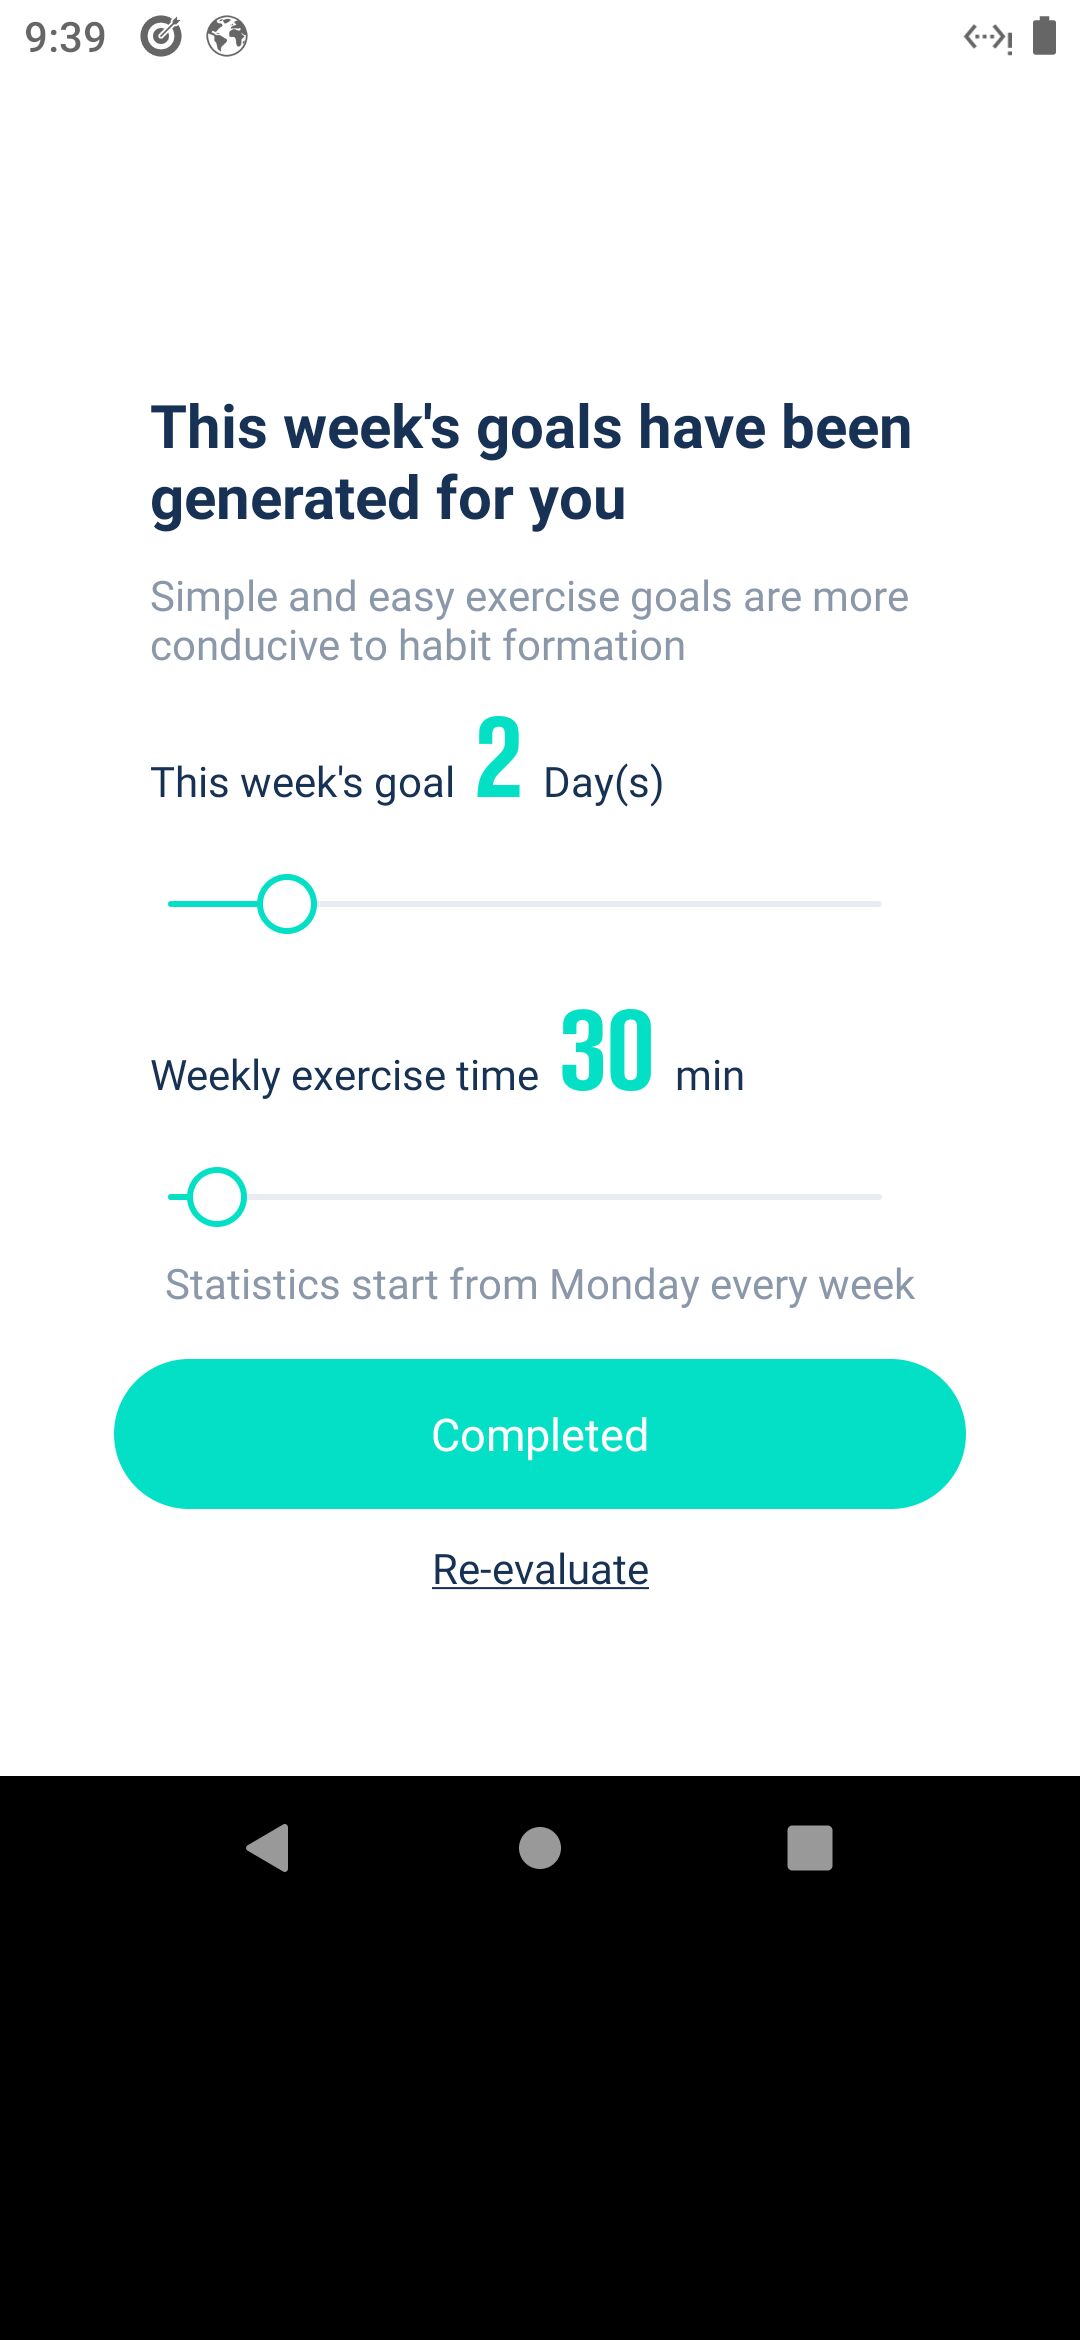 9:39
This week's goals have been
generated for you
Simple and easy exercise goals are more
conducive to habit formation
This week's goal 2 Day(s)
Weekly exercise time 30 min
Statistics start from Monday every week
Completed
Re-evaluate